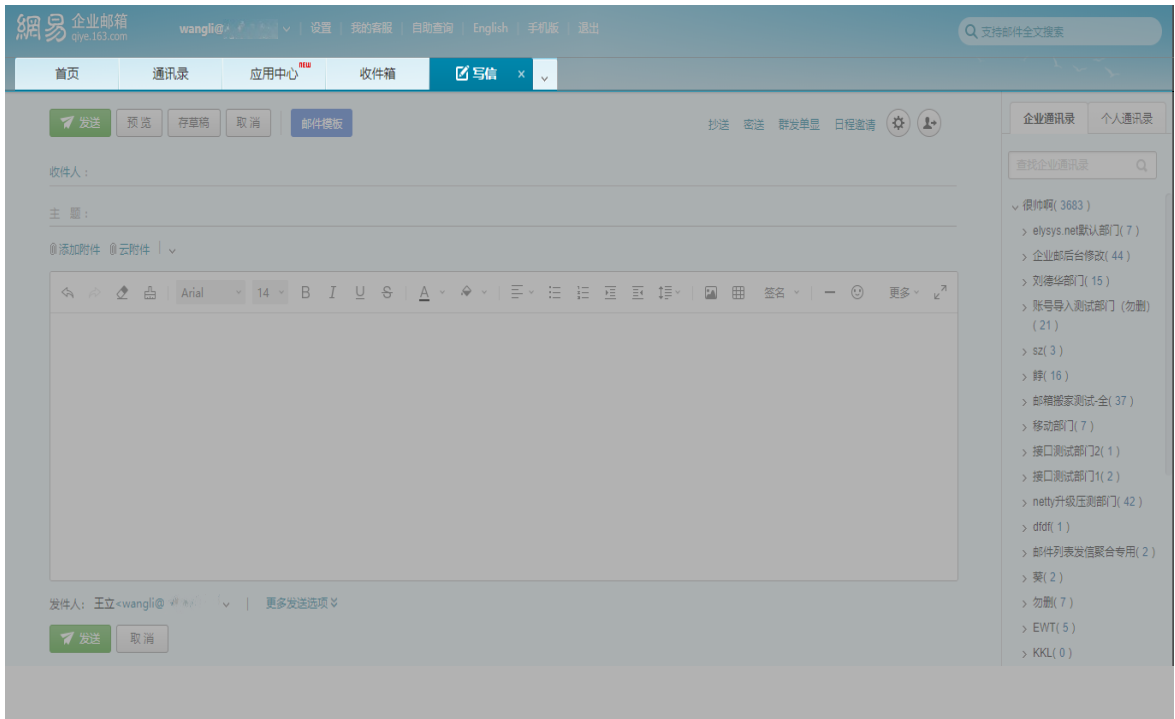 網易 企业邮箱
qiye.163.com
wangli@ 设置 我的客服 自助查询 English 手机版 退出
支持邮件全文搜索
首页 通讯录 应用中心 NEW 收件箱 写信 ×
发送 预览 存草稿 取消 邮件模板 抄送 密送 群发单显 日程邀请
企业通讯录 个人通讯录
收件人：
查找企业通讯录
主 题：
添加附件 云附件
Arial 14 B I U S A 签名 更多
很帅啊( 3683 )
elysys.net默认部门( 7 )
企业邮后台修改( 44 )
刘德华部门( 15 )
账号导入测试部门（勿删)
( 21 )
sz( 3 )
( 16 )
邮箱搬家测试-全( 37 )
移动部门( 7 )
接口测试部门2( 1 )
接口测试部门1( 2 )
netty升级压测部门( 42 )
dfdf( 1 )
邮件列表发信聚合专用( 2 )
葵( 2 )
勿删( 7 )
EWT( 5 )
KKL( 0 )
发件人：王立<wangli@ 更多发送选项
发送 取消